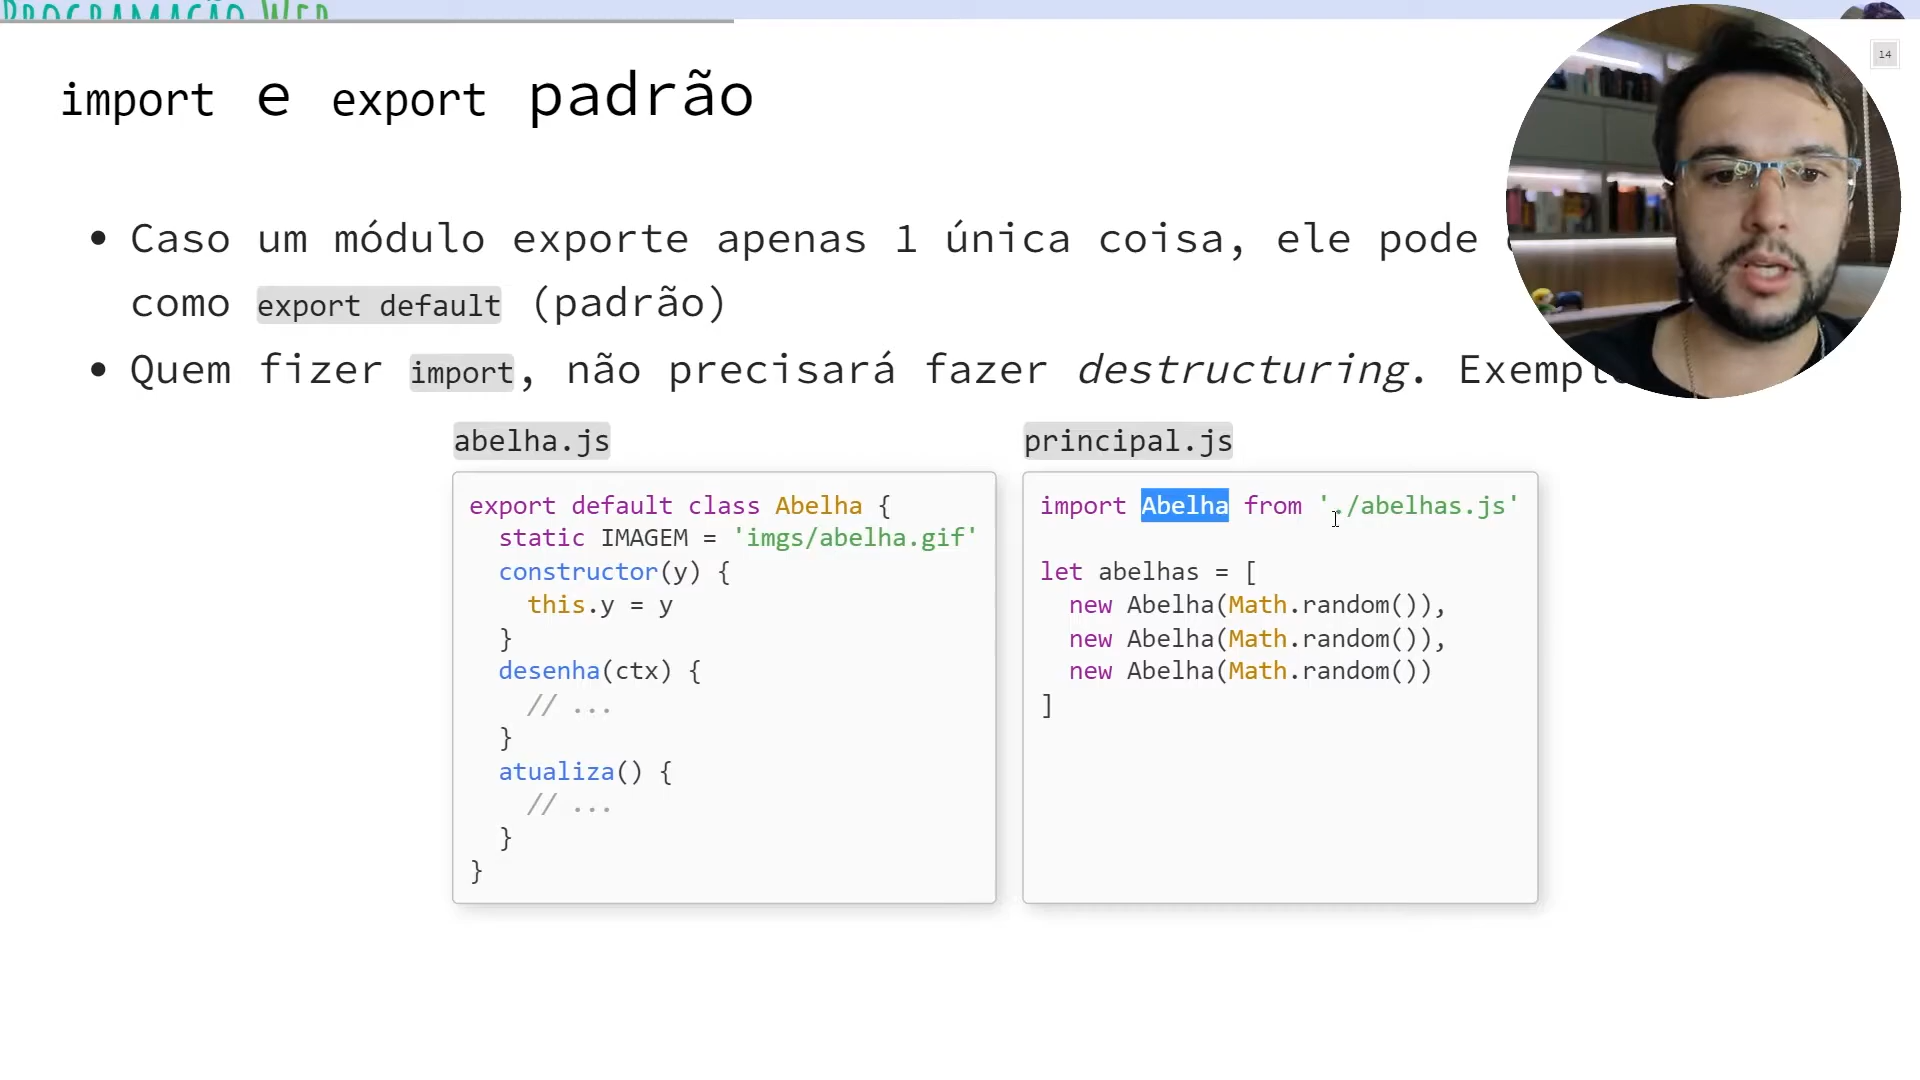 PROGRAMAÇÃO WEB
14
import e export padrão
• Caso um módulo exporte apenas 1 única coisa, ele pode
como export default (padrão)
• Quem fizer import, não precisará fazer destructuring. Exempl
abelha.js
export default class Abelha {
static IMAGEM = 'imgs/abelha.gif'
constructor(y) {
this.y = y
}
desenha(ctx) {
// ...
}
atualiza() {
// ...
}
}
principal.js
import Abelha from './abelhas.js'
let abelhas = [
new Abelha(Math.random()),
new Abelha(Math.random()),
new Abelha(Math.random())
]